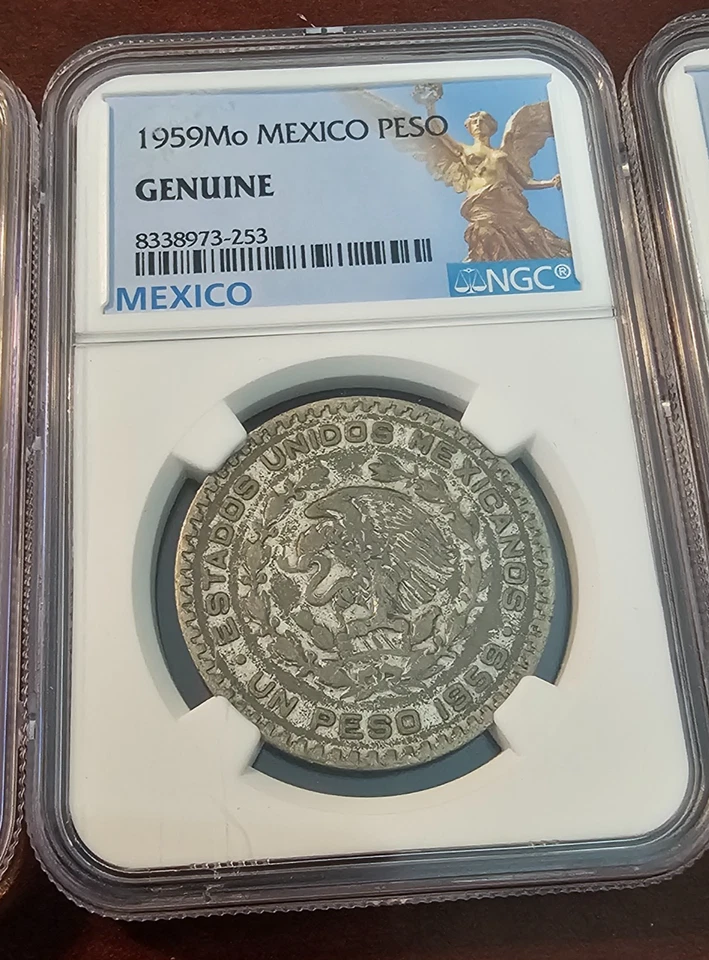 1959Mo MEXICO PESO
GENUINE
8338973-253
MEXICO
NGC®
ESTADOS UNIDOS MEXICANOS
UN PESO 1959